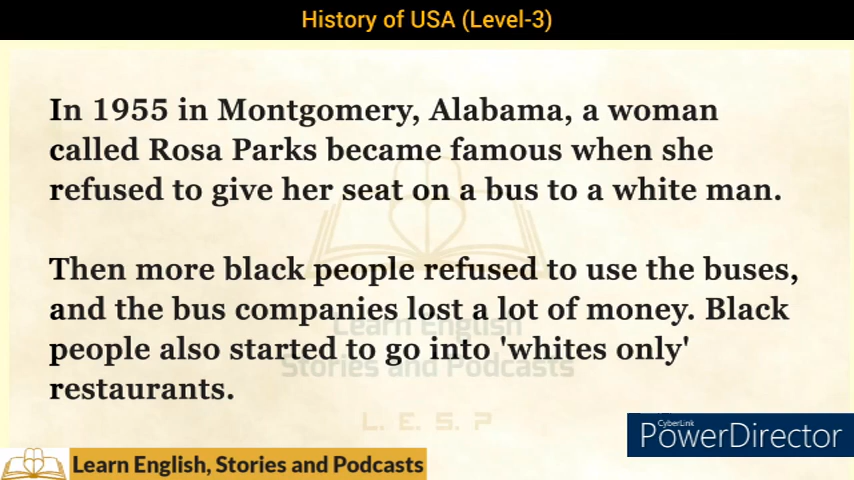 History of USA (Level-3)
In 1955 in Montgomery, Alabama, a woman
called Rosa Parks became famous when she
refused to give her seat on a bus to a white man.
Then more black people refused to use the buses,
and the bus companies lost a lot of money. Black
people also started to go into 'whites only'
restaurants.
Learn English
Stories and Podcasts
L. E. S. P
CyberLink
PowerDirector
Learn English, Stories and Podcasts